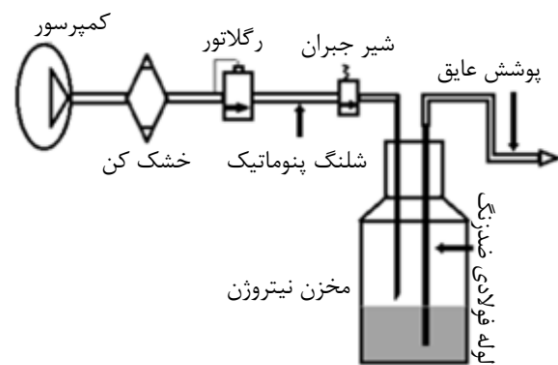 کمپرسور
رگلاتور
شیر جبران
پوشش عایق
خشک کن
شلنگ پنوماتیک
مخزن نیتروژن
لوله فولادی ضدزنگ